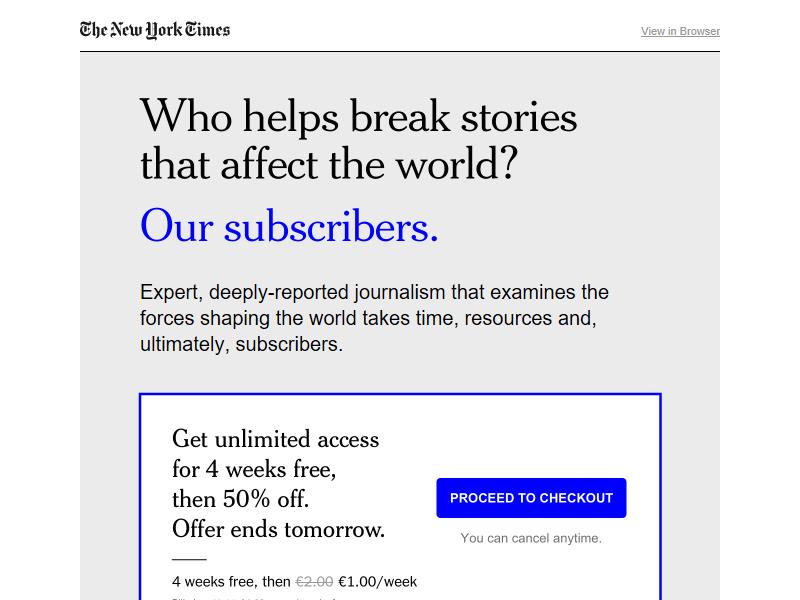 The New York Times
View in Browser
Who helps break stories
that affect the world?
Our subscribers.
Expert, deeply-reported journalism that examines the
forces shaping the world takes time, resources and,
ultimately, subscribers.
Get unlimited access
for 4 weeks free,
then 50% off.
Offer ends tomorrow.
PROCEED TO CHECKOUT
You can cancel anytime.
4 weeks free, then €2.00 €1.00/week